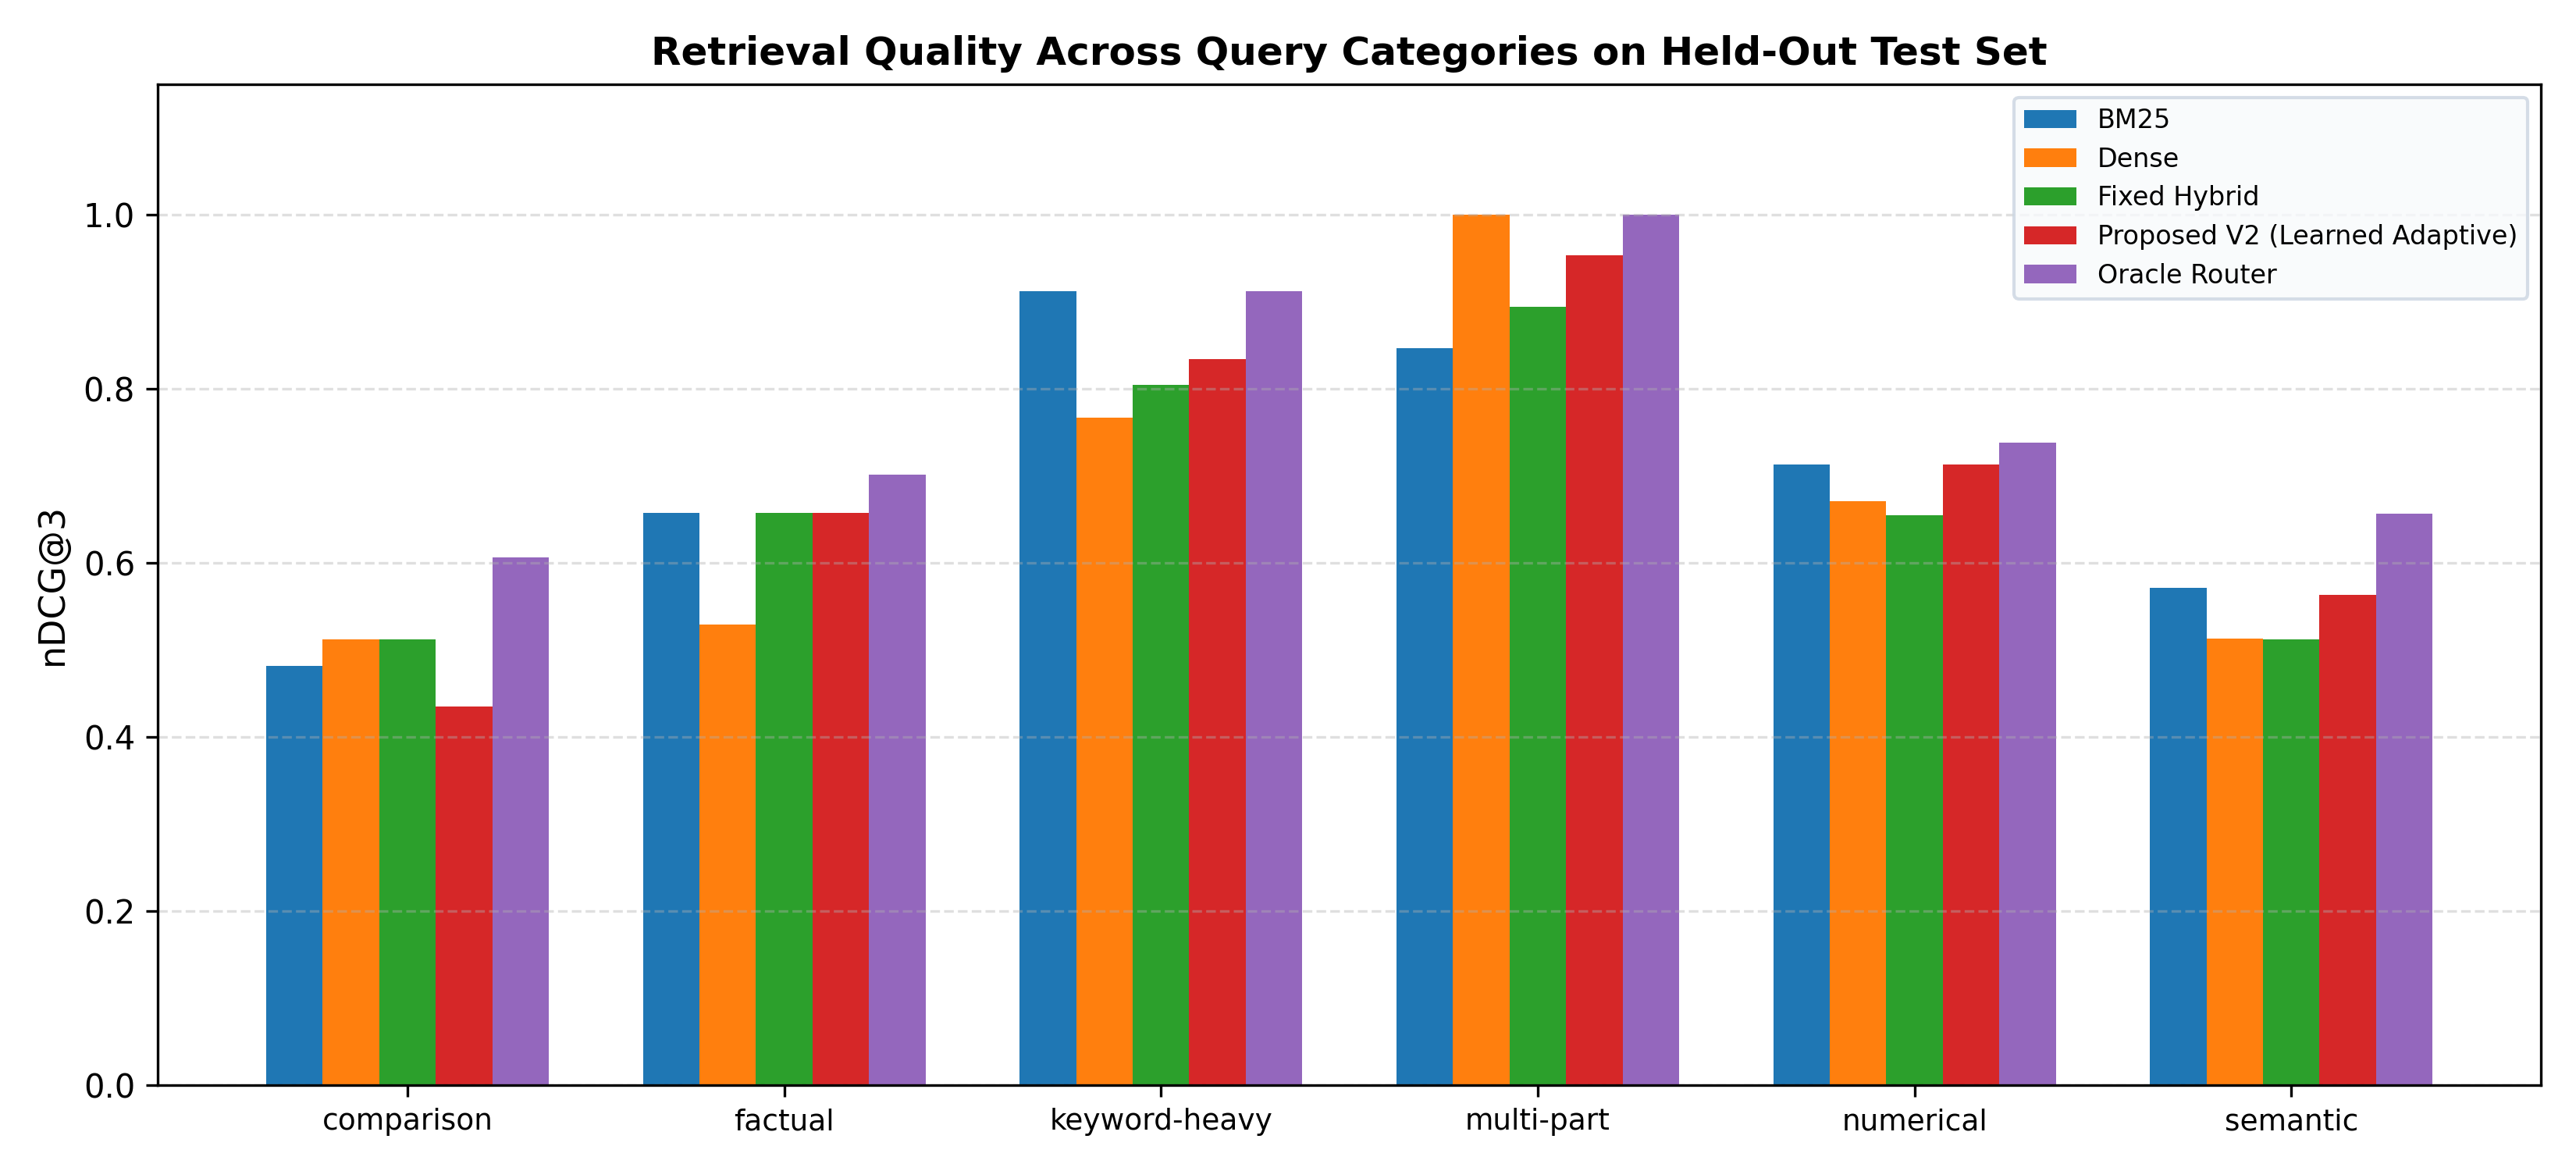 Retrieval Quality Across Query Categories on Held-Out Test Set
BM25
Dense
Fixed Hybrid
Proposed V2 (Learned Adaptive)
Oracle Router
nDCG@3
1.0
0.8
0.6
0.4
0.2
0.0
comparison
factual
keyword-heavy
multi-part
numerical
semantic